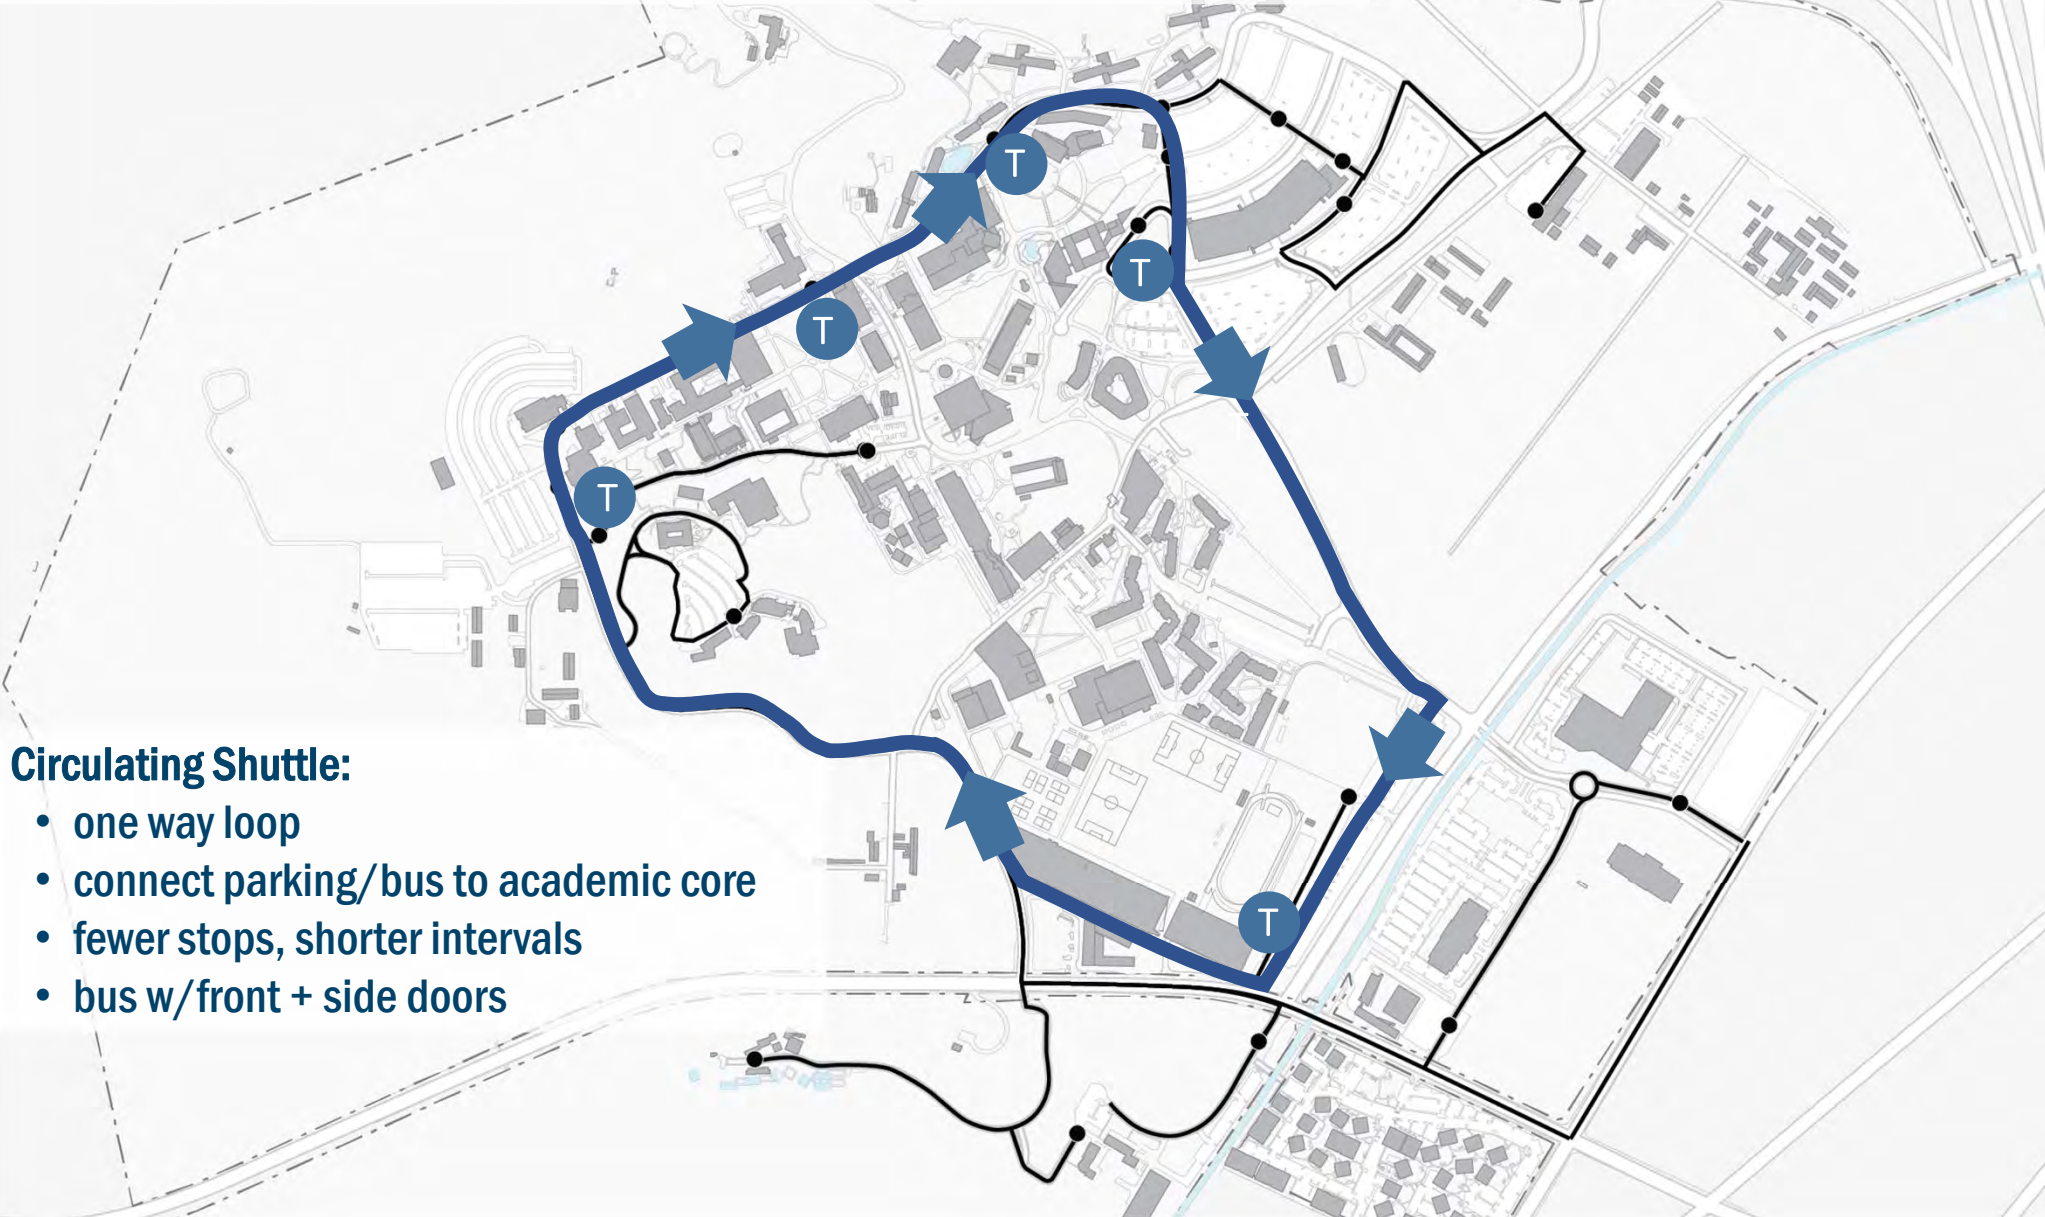 T
T
T
T
T
Circulating Shuttle:
• one way loop
• connect parking/bus to academic core
• fewer stops, shorter intervals
• bus w/front + side doors